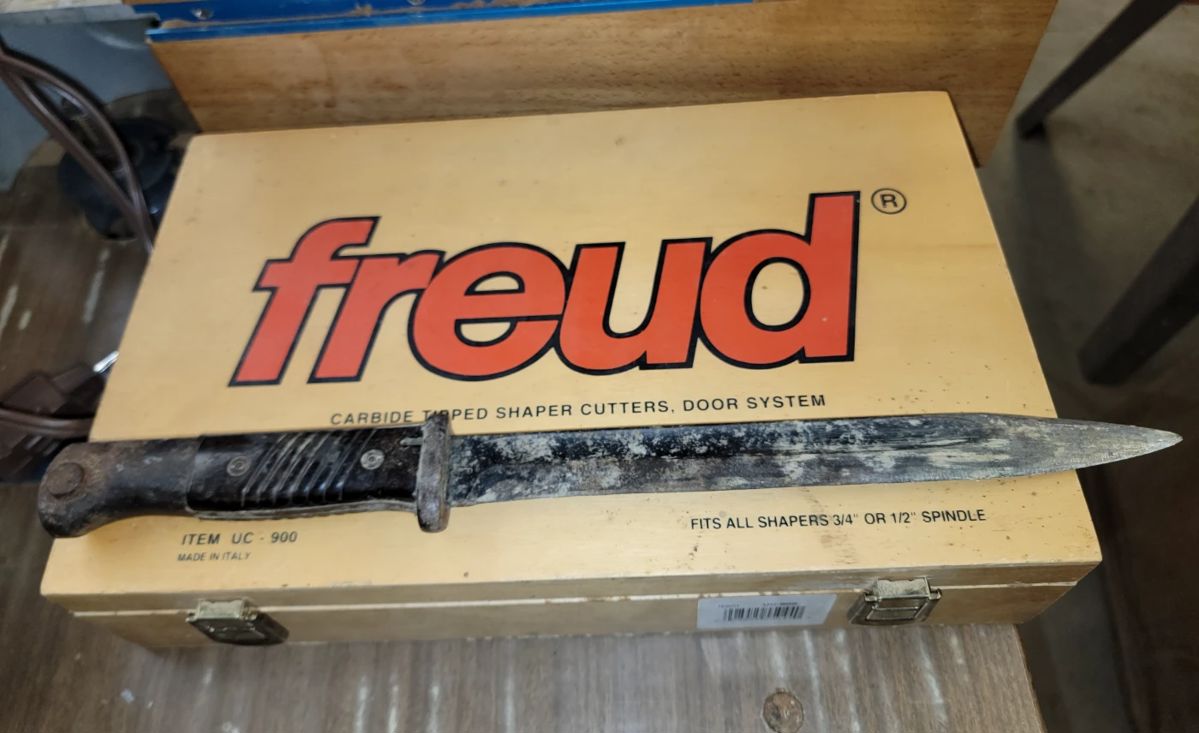 freud®
CARBIDE TIPPED SHAPER CUTTERS, DOOR SYSTEM
FITS ALL SHAPERS 3/4" OR 1/2" SPINDLE
ITEM UC - 900
MADE IN ITALY